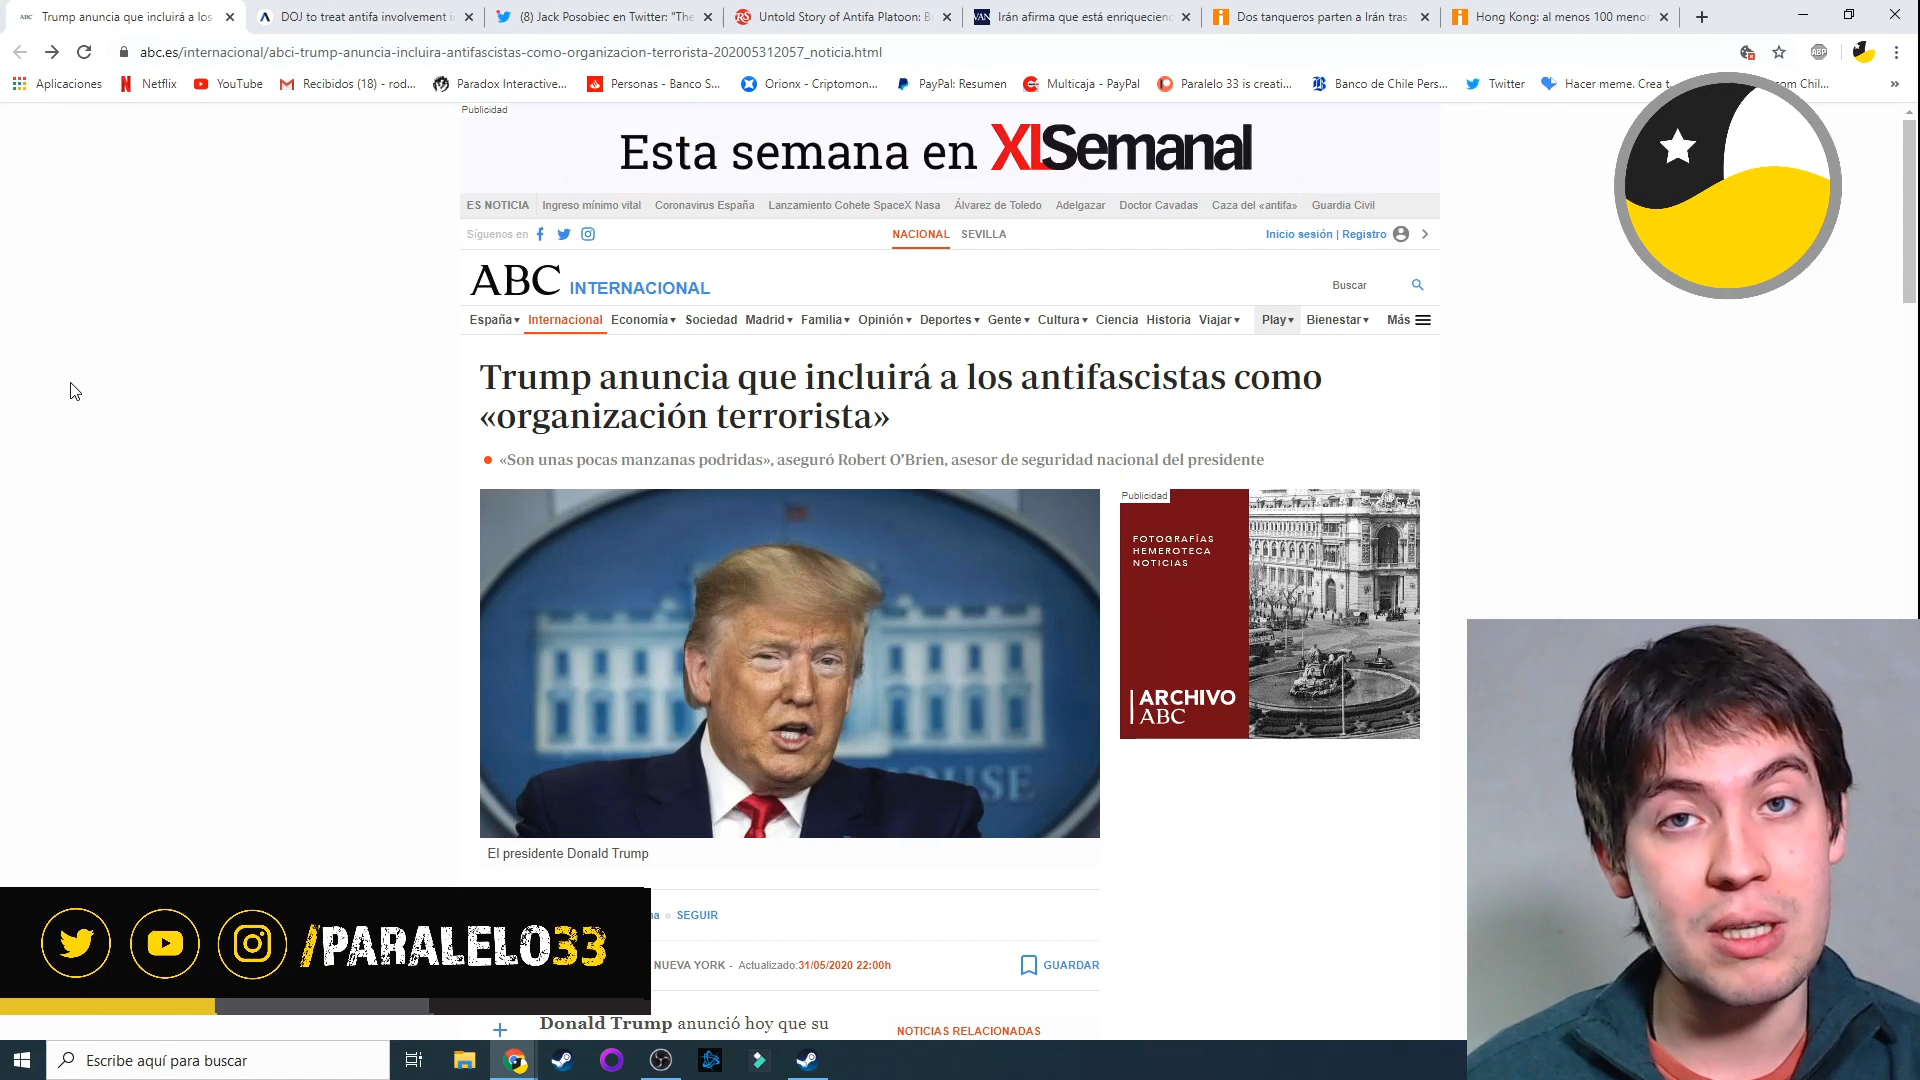 ABC Trump anuncia que incluirá a los
DOJ to treat antifa involvement i
(8) Jack Posobiec en Twitter: "The
RS Untold Story of Antifa Platoon: B
VAN Irán afirma que está enriqueciend
Dos tanqueros parten a Irán tras
Hong Kong: al menos 100 menor
abc.es/internacional/abci-trump-anuncia-incluira-antifascistas-como-organizacion-terrorista-202005312057_noticia.html
ABP
Aplicaciones
Netflix
YouTube
Recibidos (18) - rod...
Paradox Interactive...
Personas - Banco S...
Orionx - Criptomon...
PayPal: Resumen
Multicaja - PayPal
Paralelo 33 is creati...
Banco de Chile Pers...
Twitter
Hacer meme. Crea t
om Chil...
Publicidad
Esta semana en XLSemanal
ES NOTICIA Ingreso mínimo vital Coronavirus España Lanzamiento Cohete SpaceX Nasa Álvarez de Toledo Adelgazar Doctor Cavadas Caza del «antifa» Guardia Civil
Síguenos en
NACIONAL SEVILLA
Inicio sesión | Registro
ABC INTERNACIONAL
Buscar
España Internacional Economía Sociedad Madrid Familia Opinión Deportes Gente Cultura Ciencia Historia Viajar Play Bienestar Más
Trump anuncia que incluirá a los antifascistas como
«organización terrorista»
«Son unas pocas manzanas podridas», aseguró Robert O'Brien, asesor de seguridad nacional del presidente
Publicidad
FOTOGRAFÍAS
HEMEROTECA
NOTICIAS
ARCHIVO
ABC
USE
El presidente Donald Trump
na SEGUIR
NUEVA YORK - Actualizado:31/05/2020 22:00h
GUARDAR
/PARALELO33
Donald Trump anunció hoy que su
NOTICIAS RELACIONADAS
Escribe aquí para buscar